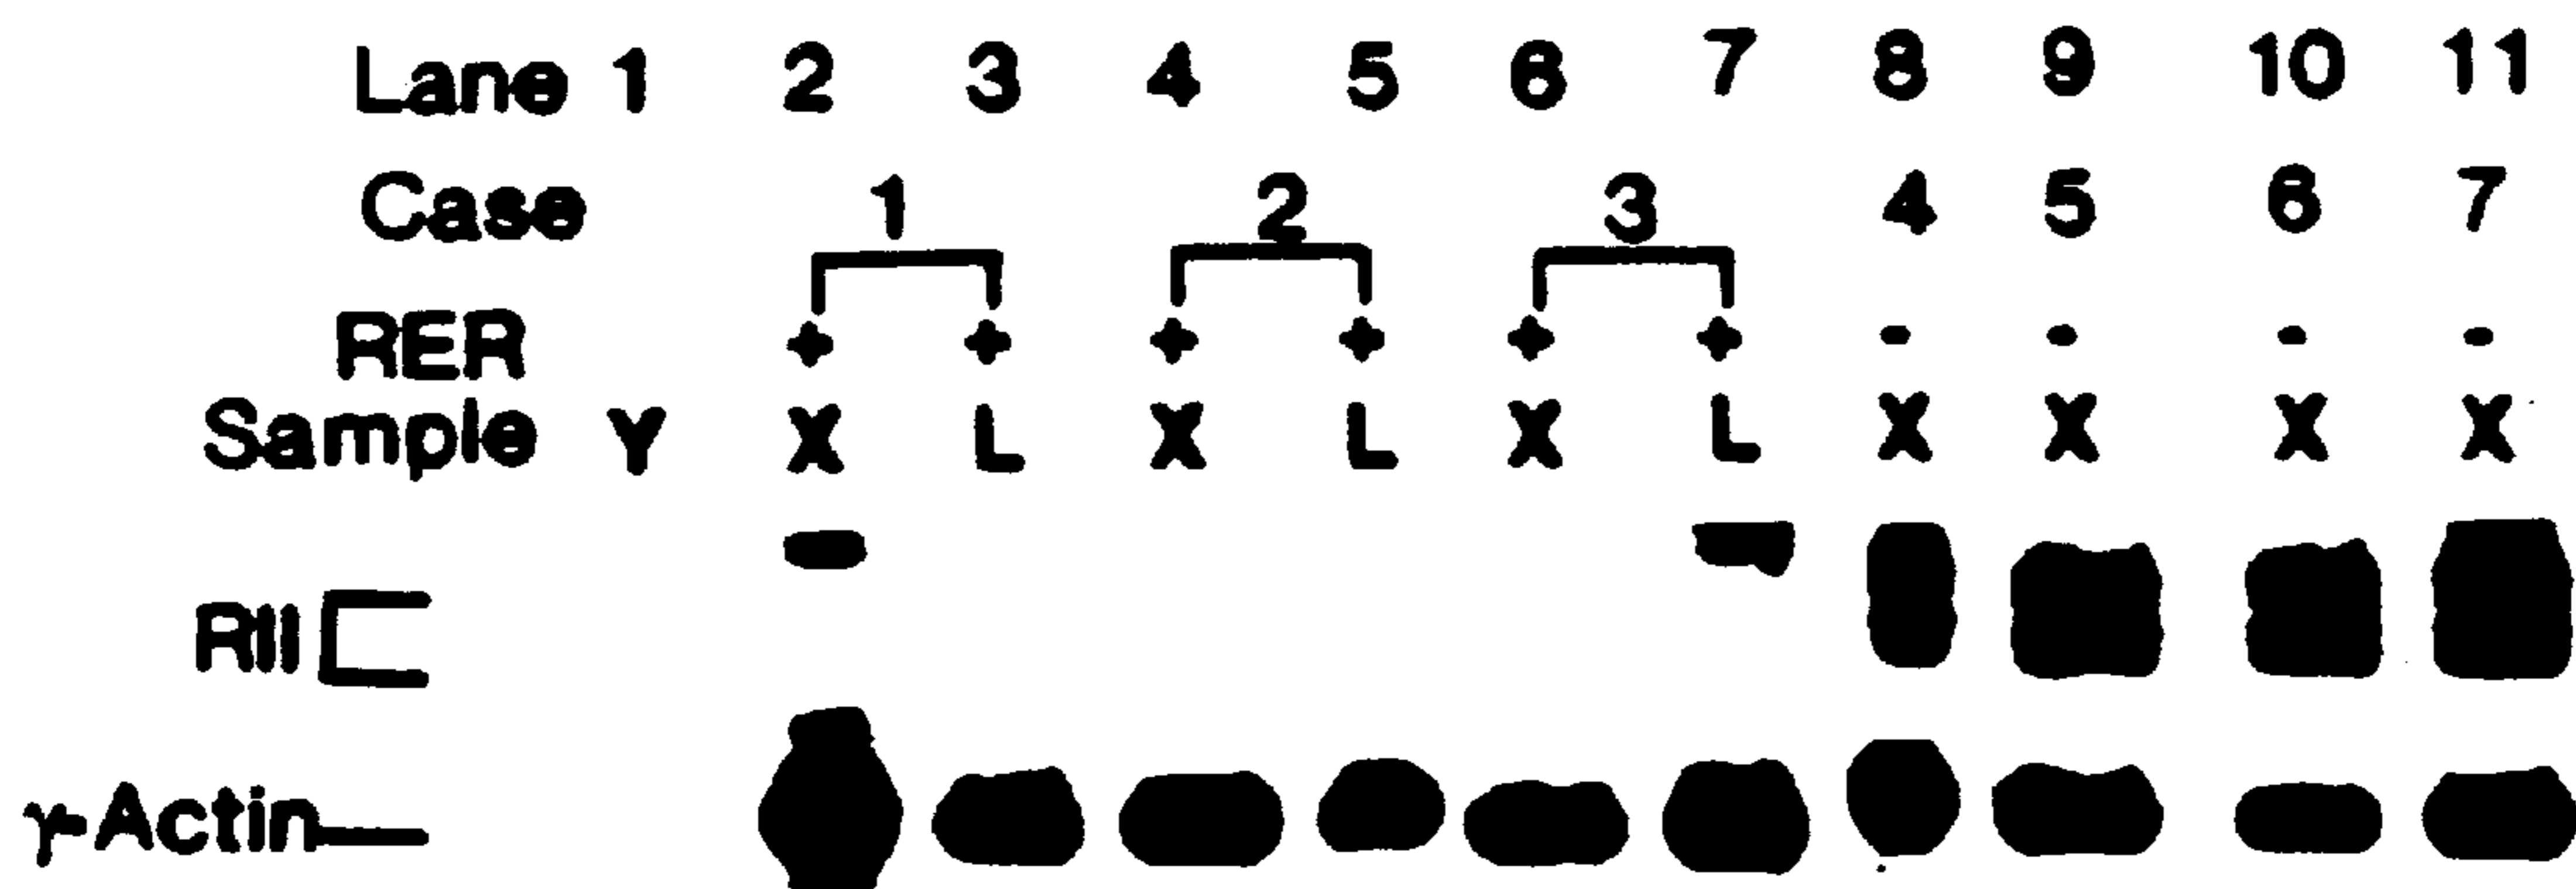 Lane 1 2 3 4 5 6 7 8 9 10 11
Case 1 2 3 4 5 6 7
RER + + + + + + - - - -
Sample Y X L X L X L X X X X
RII
γ-Actin